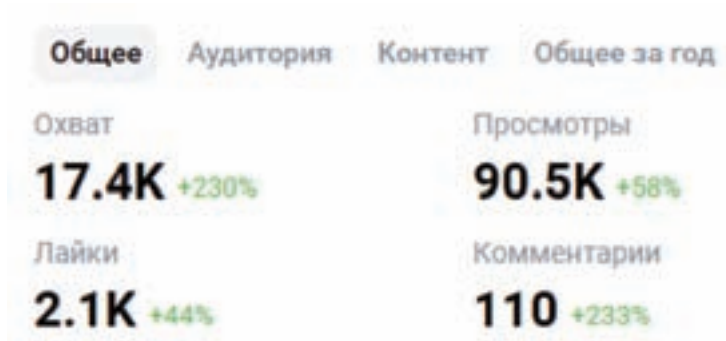 Общее Аудитория Контент Общее за год
Охват Просмотры
17.4K +230% 90.5K +58%
Лайки Комментарии
2.1K +44% 110 +233%